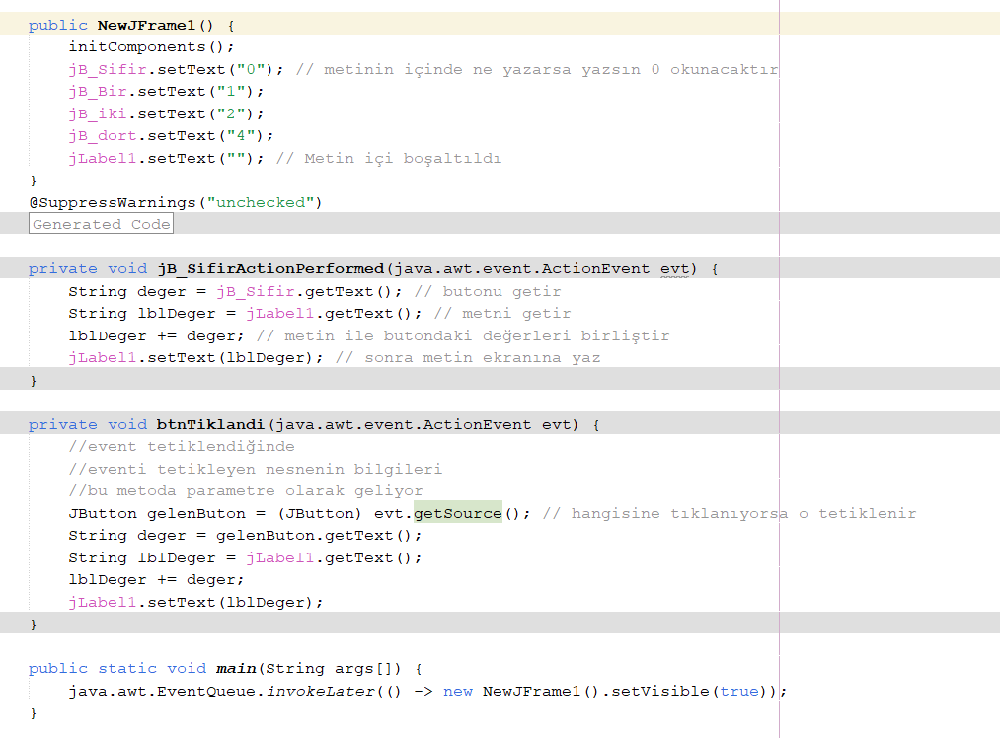 public NewJFrame1() {
    initComponents();
    jB_Sifir.setText("0"); // metinin içinde ne yazarsa yazsın 0 okunacaktır
    jB_Bir.setText("1");
    jB_iki.setText("2");
    jB_dort.setText("4");
    jLabel1.setText(""); // Metin içi boşaltıldı
}
@SuppressWarnings("unchecked")
Generated Code
private void jB_SifirActionPerformed(java.awt.event.ActionEvent evt) {
    String deger = jB_Sifir.getText(); // butonu getir
    String lblDeger = jLabel1.getText(); // metni getir
    lblDeger += deger; // metin ile butondaki değerleri birliştir
    jLabel1.setText(lblDeger); // sonra metin ekranına yaz
}
private void btnTiklandi(java.awt.event.ActionEvent evt) {
    //event tetiklendiğinde
    //eventi tetikleyen nesnenin bilgileri
    //bu metoda parametre olarak geliyor
    JButton gelenButon = (JButton) evt.getSource(); // hangisine tıklanıyorsa o tetiklenir
    String deger = gelenButon.getText();
    String lblDeger = jLabel1.getText();
    lblDeger += deger;
    jLabel1.setText(lblDeger);
}
public static void main(String args[]) {
    java.awt.EventQueue.invokeLater(() -> new NewJFrame1().setVisible(true));
}